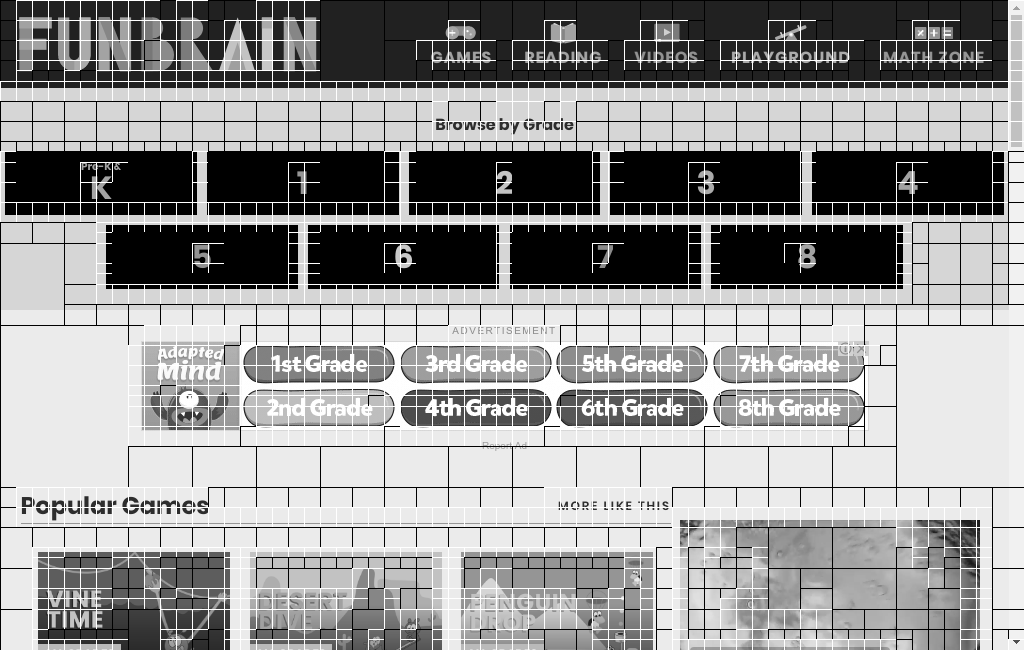 FUNBRAIN
GAMES
READING
VIDEOS
PLAYGROUND
MATH ZONE
Browse by Grade
Pre-K &
K
1
2
3
4
5
6
7
8
ADVERTISEMENT
Adapted
Mind
1st Grade
3rd Grade
5th Grade
7th Grade
2nd Grade
4th Grade
6th Grade
8th Grade
Report Ad
Popular Games
MORE LIKE THIS
VINE
TIME
DESERT
DIVE
PENGUIN
DROP